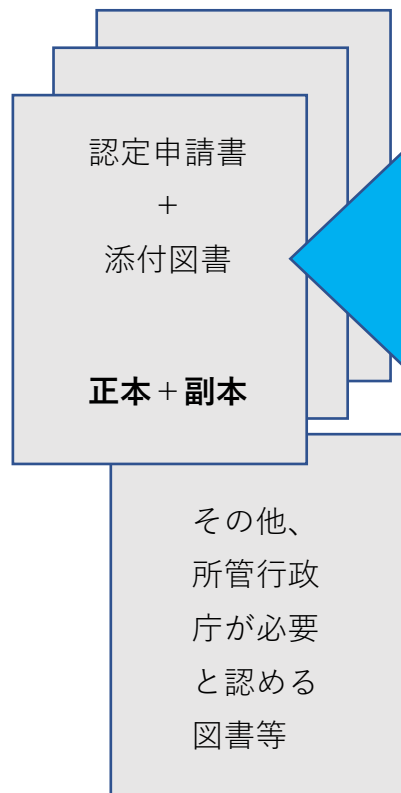 認定申請書
+
添付図書
正本+副本
その他、
所管行政
庁が必要
と認める
図書等